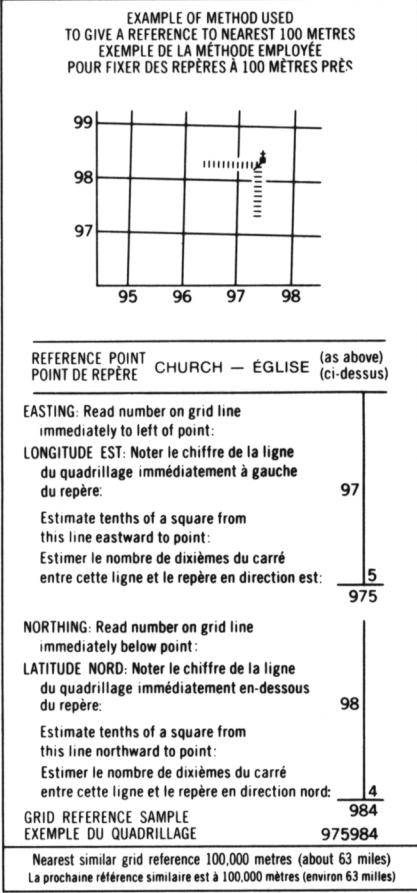 EXAMPLE OF METHOD USED
TO GIVE A REFERENCE TO NEAREST 100 METRES
EXEMPLE DE LA MÉTHODE EMPLOYÉE
POUR FIXER DES REPÈRES À 100 MÈTRES PRÈS
99
98
97
95 96 97 98
REFERENCE POINT
POINT DE REPÈRE
CHURCH — ÉGLISE
(as above)
(ci-dessus)
EASTING: Read number on grid line
immediately to left of point:
LONGITUDE EST: Noter le chiffre de la ligne
du quadrillage immédiatement à gauche
du repère: 97
Estimate tenths of a square from
this line eastward to point:
Estimer le nombre de dixièmes du carré
entre cette ligne et le repère en direction est: 5
975
NORTHING: Read number on grid line
immediately below point:
LATITUDE NORD: Noter le chiffre de la ligne
du quadrillage immédiatement en-dessous
du repère: 98
Estimate tenths of a square from
this line northward to point:
Estimer le nombre de dixièmes du carré
entre cette ligne et le repère en direction nord: 4
984
GRID REFERENCE SAMPLE
EXEMPLE DU QUADRILLAGE 975984
Nearest similar grid reference 100,000 metres (about 63 miles)
La prochaine référence similaire est à 100,000 mètres (environ 63 milles)